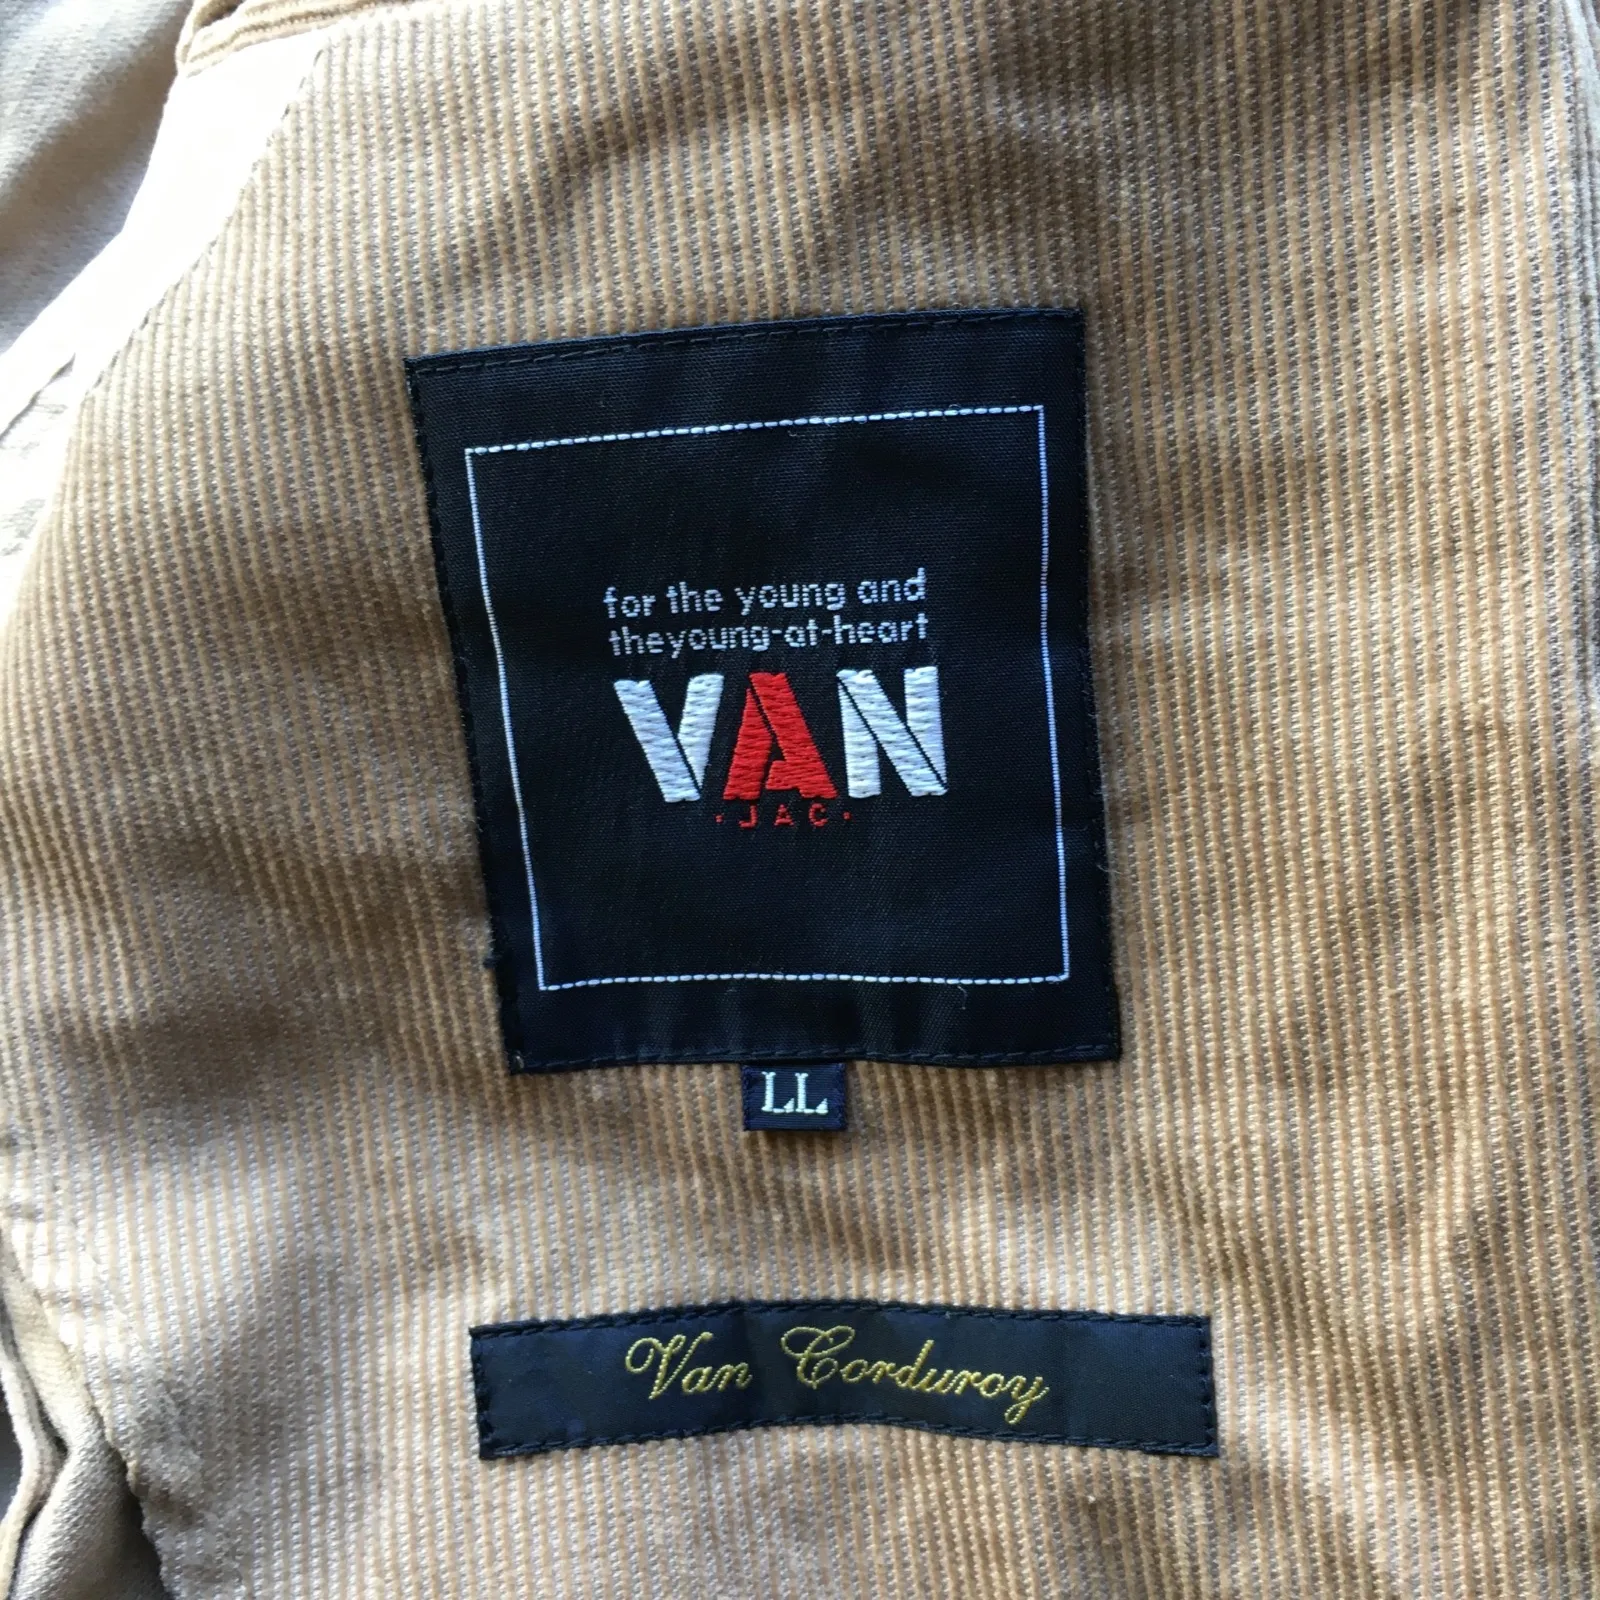 for the young and
theyoung-at-heart
VAN
·JAC·
LL
Van Corduroy